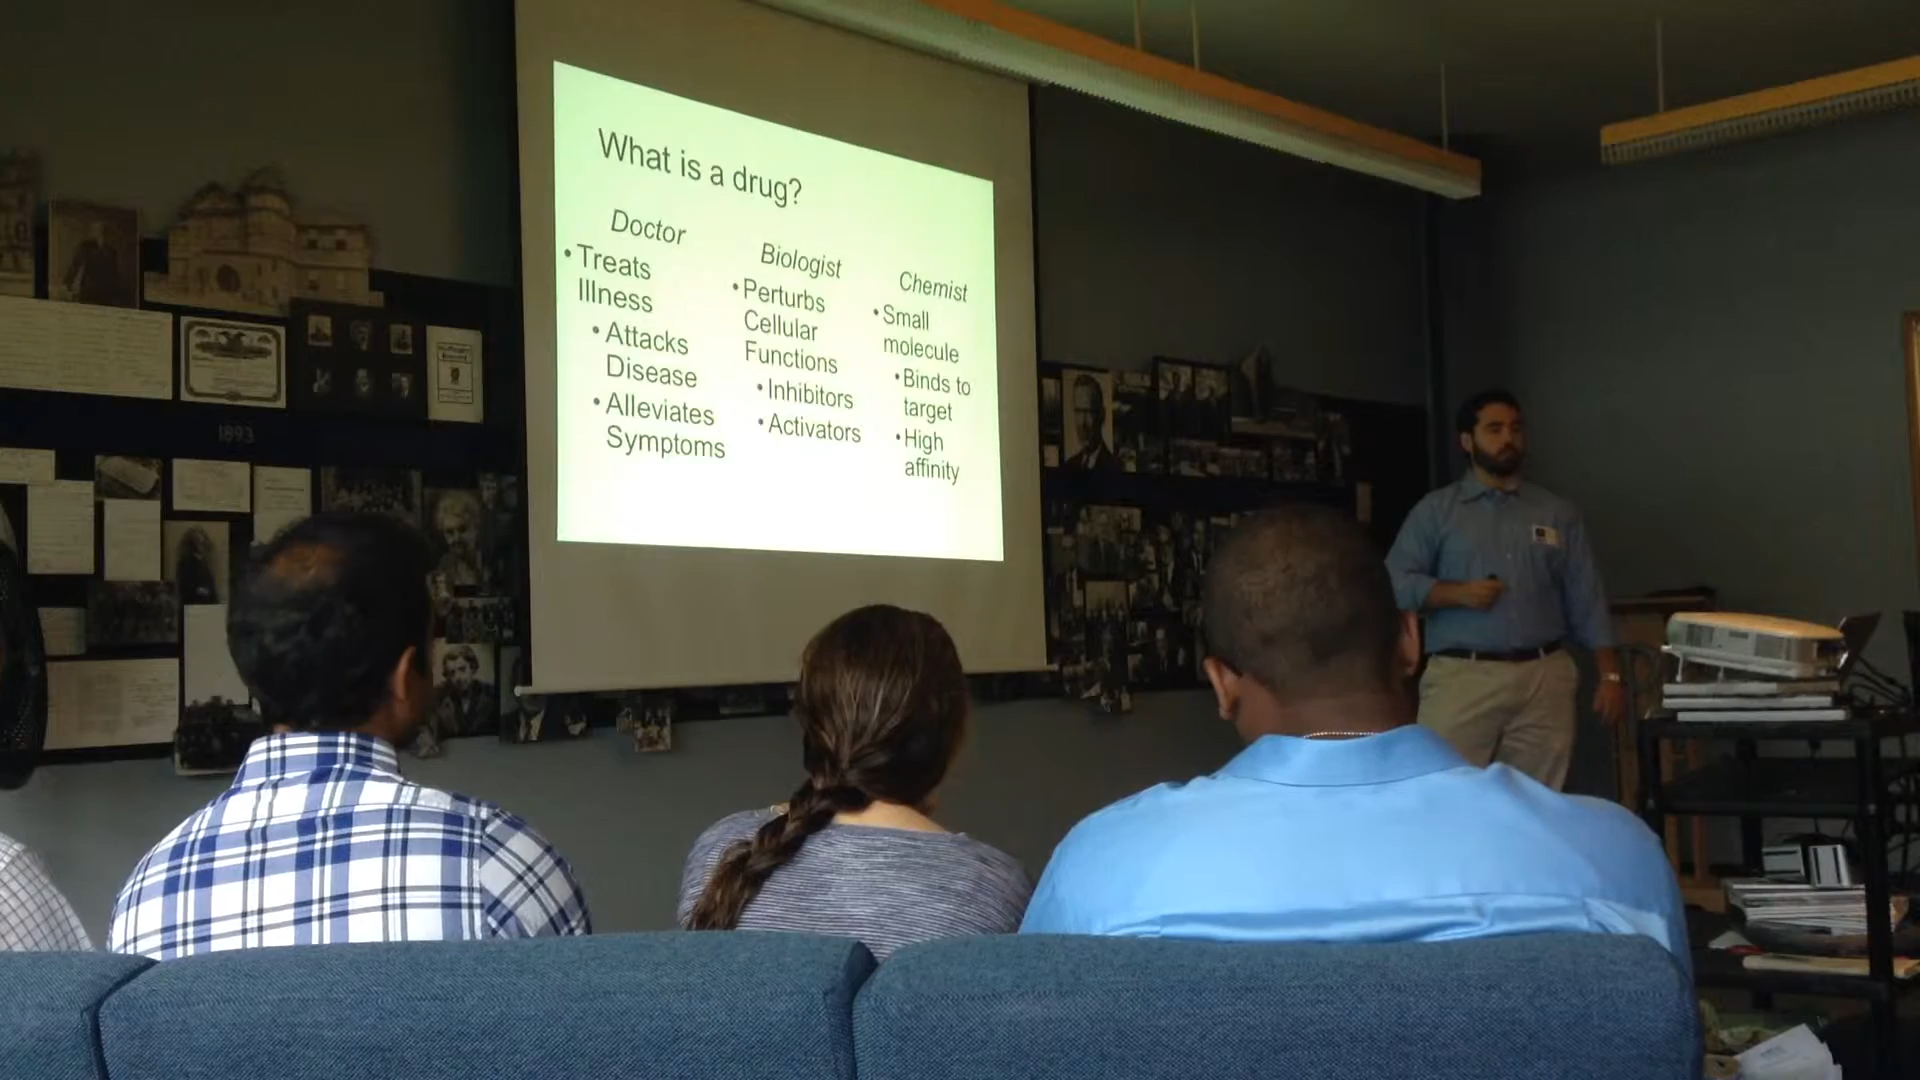 What is a drug?
Doctor
• Treats
Illness
• Attacks
Disease
• Alleviates
Symptoms
Biologist
• Perturbs
Cellular
Functions
• Inhibitors
• Activators
Chemist
• Small
molecule
• Binds to
target
• High
affinity
1893